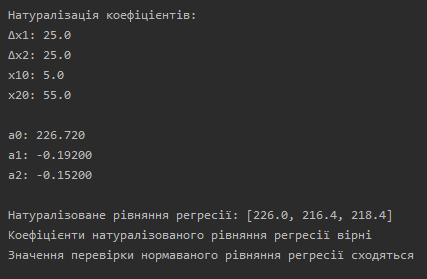 Натуралізація коефіцієнтів:
Δx1: 25.0
Δx2: 25.0
x10: 5.0
x20: 55.0
a0: 226.720
a1: -0.19200
a2: -0.15200
Натуралізоване рівняння регресії: [226.0, 216.4, 218.4]
Коефіцієнти натуралізованого рівняння регресії вірні
Значення перевірки нормаваного рівняння регресії сходяться